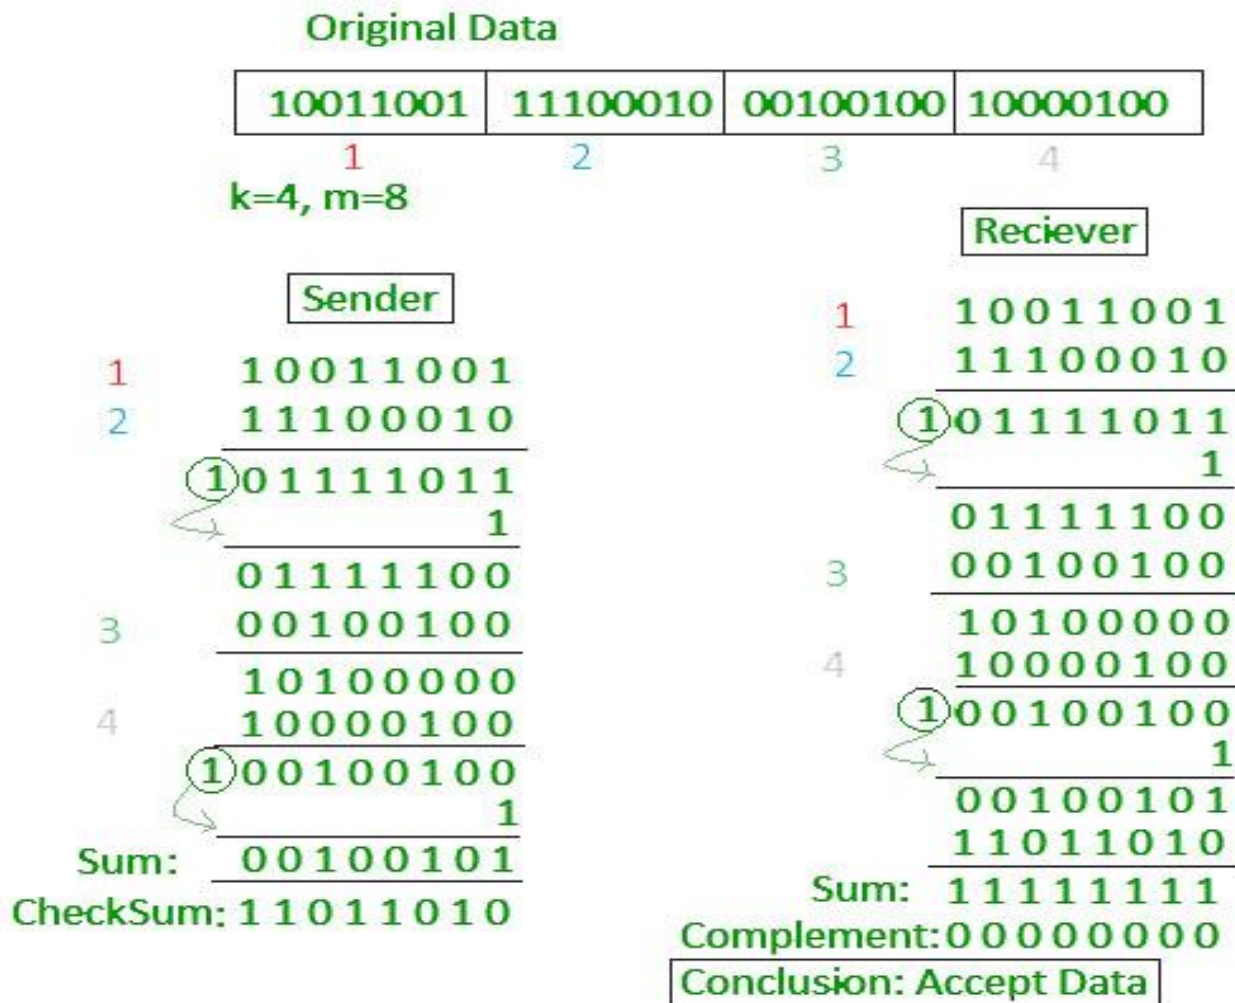 Original Data
10011001 11100010 00100100 10000100
1 2 3 4
k=4, m=8
Sender
1 10011001
2 11100010
1 01111011
1
01111100
3 00100100
10100000
4 10000100
1 00100100
1
Sum: 00100101
CheckSum: 11011010
Reciever
1 10011001
2 11100010
1 01111011
1
01111100
3 00100100
10100000
4 10000100
1 00100100
1
00100101
11011010
Sum: 11111111
Complement: 00000000
Conclusion: Accept Data